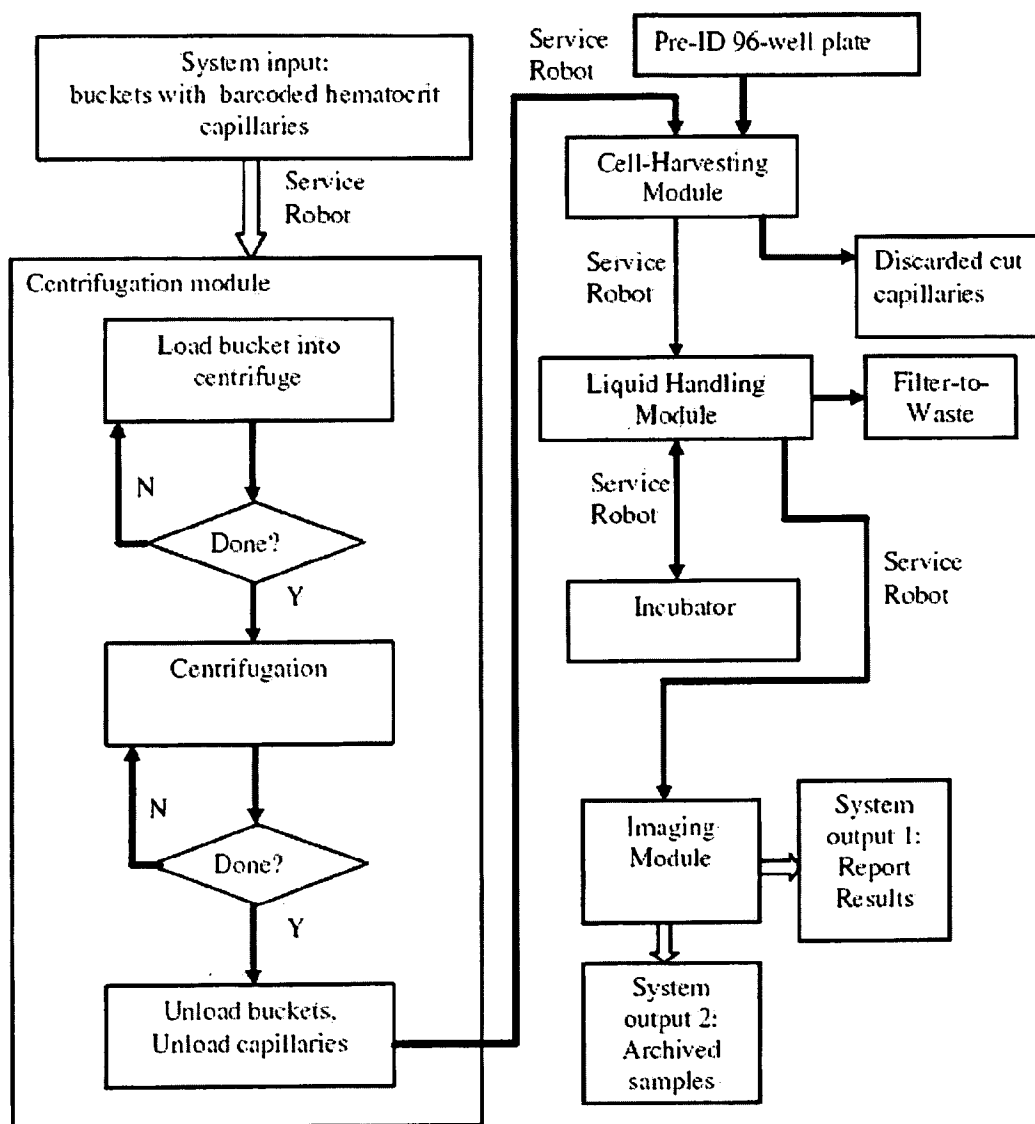 System input:
buckets with barcoded hematocrit
capillaries
Service
Robot
Centrifugation module
Load bucket into
centrifuge
N
Done?
Y
Centrifugation
N
Done?
Y
Unload buckets,
Unload capillaries
Service
Robot
Pre-ID 96-well plate
Cell-Harvesting
Module
Service
Robot
Discarded cut
capillaries
Liquid Handling
Module
Filter-to-
Waste
Service
Robot
Service
Robot
Incubator
Imaging
Module
System
output 1:
Report
Results
System
output 2:
Archived
samples